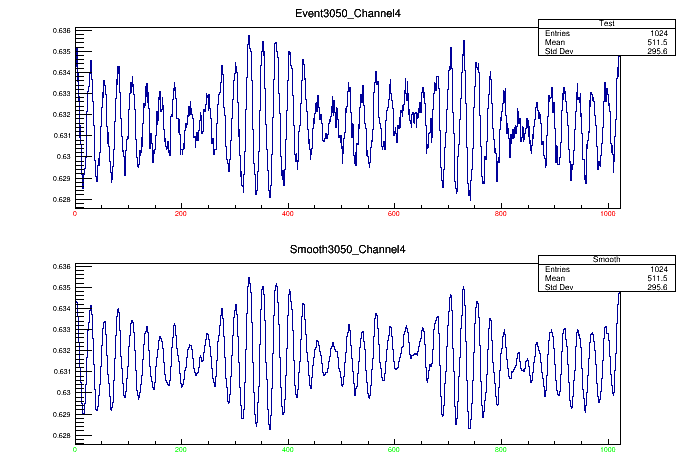 Event3050_Channel4
Test
Entries 1024
Mean 511.5
Std Dev 295.6
0.636
0.635
0.634
0.633
0.632
0.631
0.63
0.629
0.628
0 200 400 600 800 1000
Smooth3050_Channel4
Smooth
Entries 1024
Mean 511.5
Std Dev 295.6
0.636
0.635
0.634
0.633
0.632
0.631
0.63
0.629
0.628
0 200 400 600 800 1000